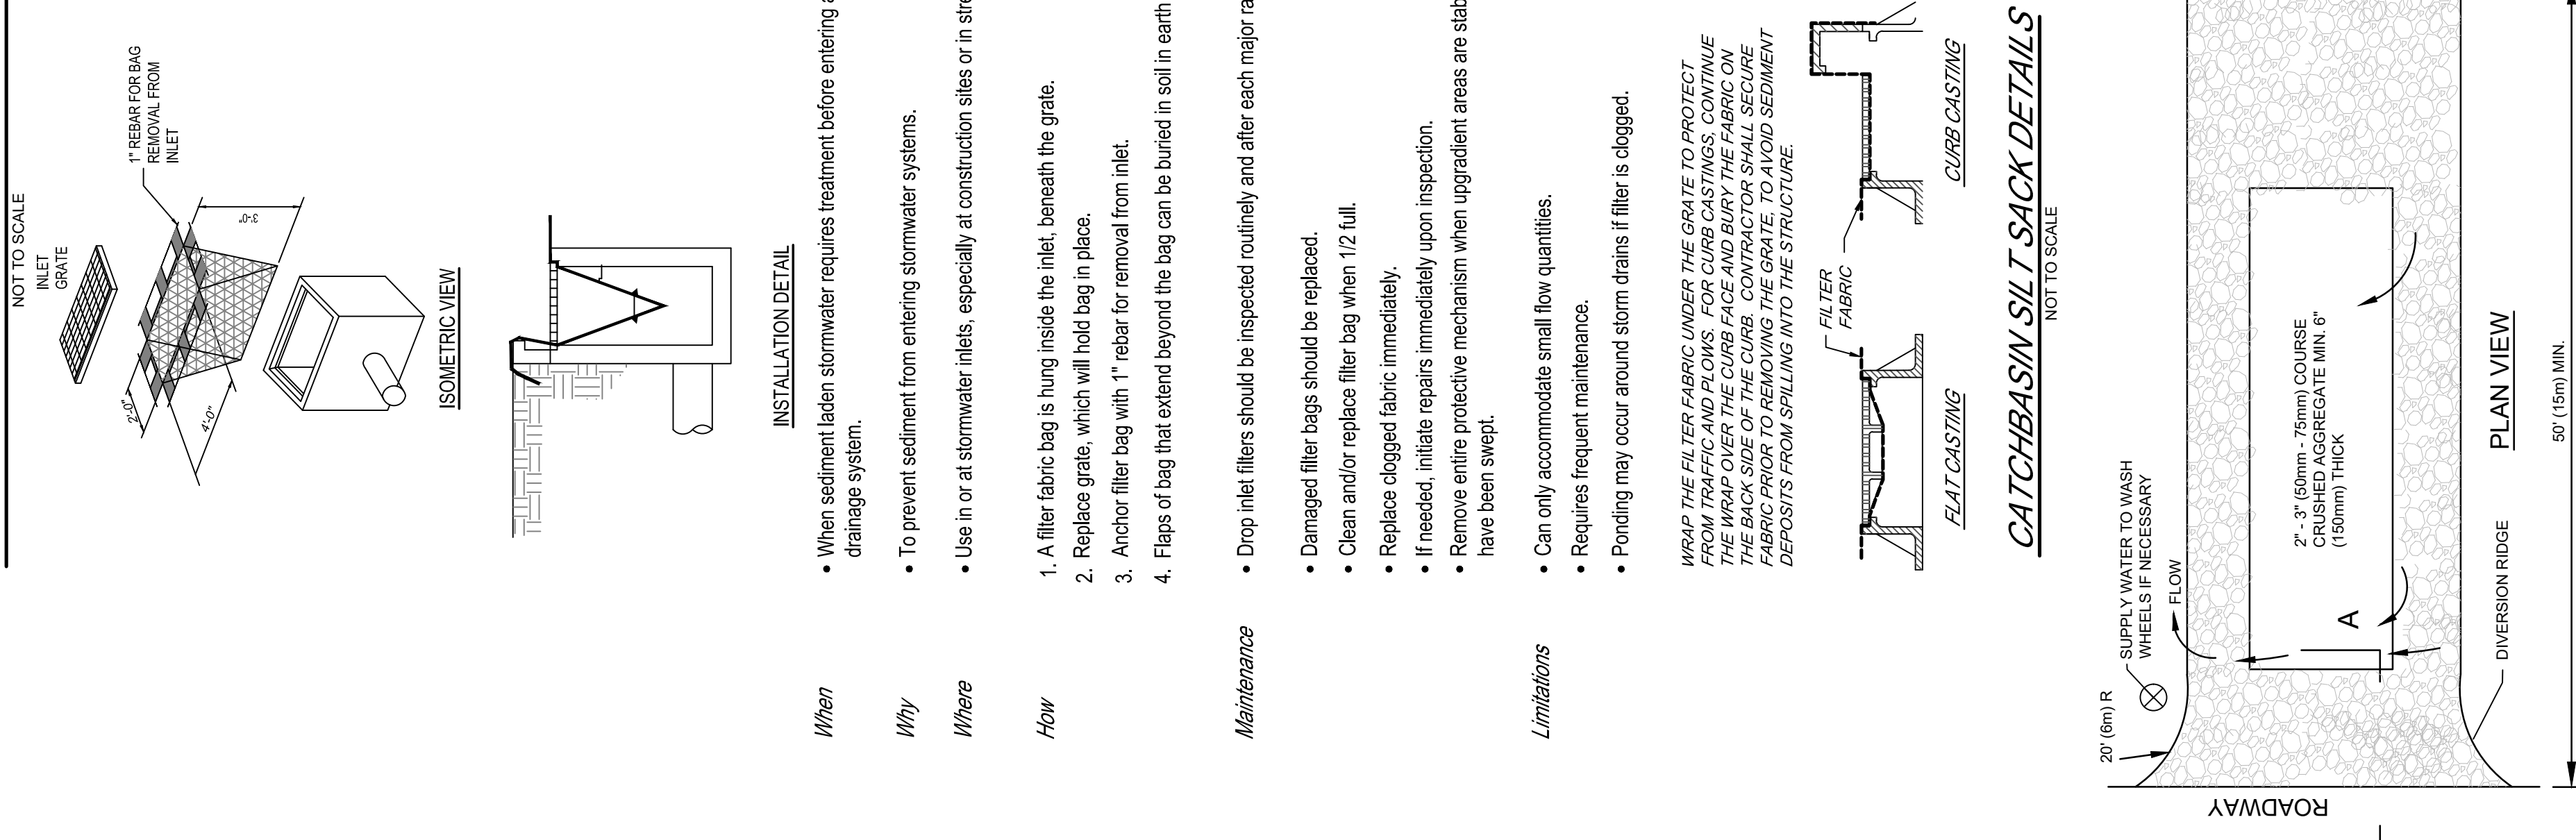 NOT TO SCALE
INLET
GRATE
1" REBAR FOR BAG
REMOVAL FROM
INLET
2'-0"
4'-0"
3'-0"
ISOMETRIC VIEW
INSTALLATION DETAIL
When
• When sediment laden stormwater requires treatment before entering
drainage system.
Why
• To prevent sediment from entering stormwater systems.
Where
• Use in or at stormwater inlets, especially at construction sites or in
How
1. A filter fabric bag is hung inside the inlet, beneath the grate.
2. Replace grate, which will hold bag in place.
3. Anchor filter bag with 1" rebar for removal from inlet.
4. Flaps of bag that extend beyond the bag can be buried in soil in earth
Maintenance
• Drop inlet filters should be inspected routinely and after each major
• Damaged filter bags should be replaced.
• Clean and/or replace filter bag when 1/2 full.
• Replace clogged fabric immediately.
• If needed, initiate repairs immediately upon inspection.
• Remove entire protective mechanism when upgradient areas are
have been swept.
Limitations
• Can only accommodate small flow quantities.
• Requires frequent maintenance.
• Ponding may occur around storm drains if filter is clogged.
WRAP THE FILTER FABRIC UNDER THE GRATE TO PROTECT
FROM TRAFFIC AND PLOWS. FOR CURB CASTINGS, CONTINUE
THE WRAP OVER THE CURB FACE AND BURY THE FABRIC ON
THE BACK SIDE OF THE CURB. CONTRACTOR SHALL SECURE
FABRIC PRIOR TO REMOVING THE GRATE, TO AVOID SEDIMENT
DEPOSITS FROM SPILLING INTO THE STRUCTURE.
FILTER
FABRIC
FLAT CASTING
CURB CASTING
CATCHBASIN SILT SACK DETAILS
NOT TO SCALE
20' (6m) R
SUPPLY WATER TO WASH
WHEELS IF NECESSARY
FLOW
ROADWAY
A
2" - 3" (50mm - 75mm) COURSE
CRUSHED AGGREGATE MIN. 6"
(150mm) THICK
DIVERSION RIDGE
PLAN VIEW
50' (15m) MIN.